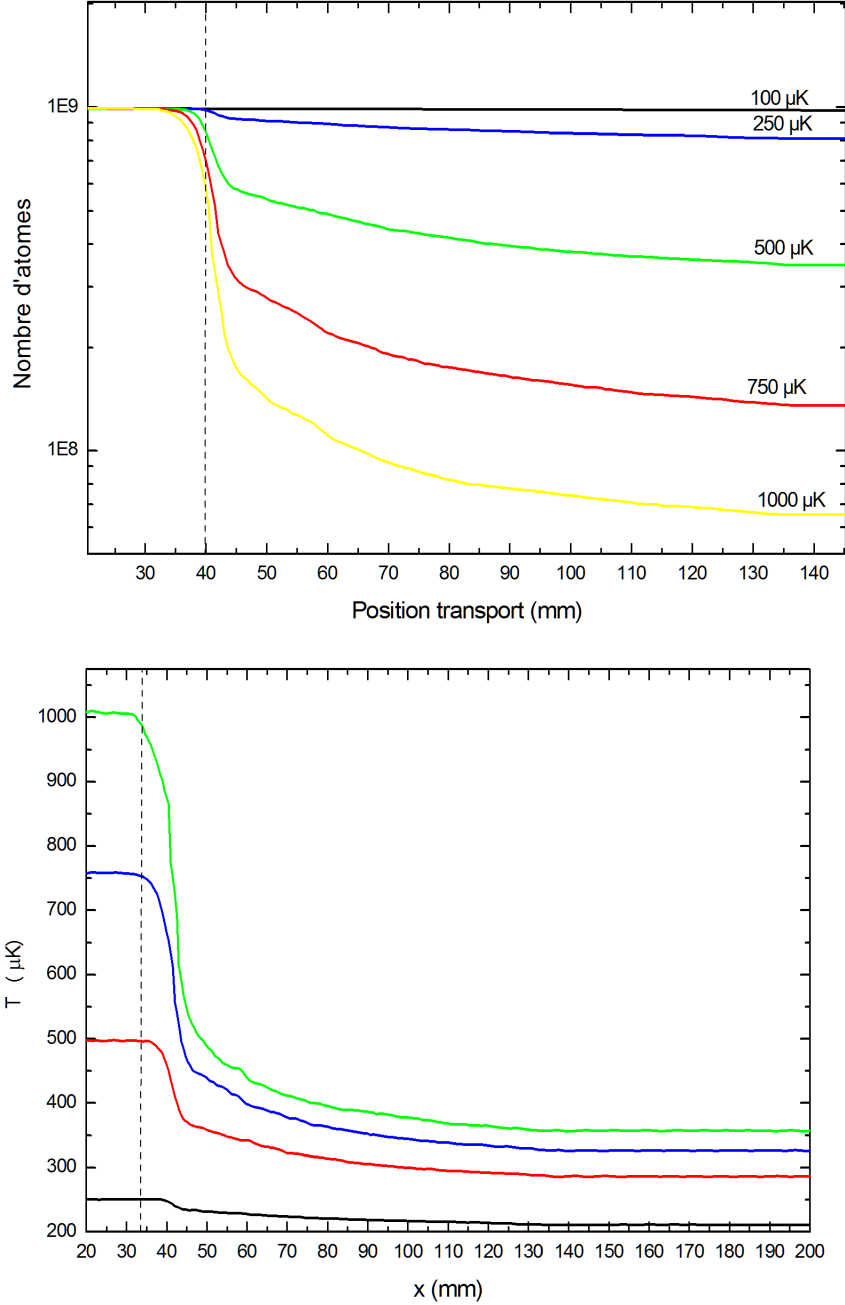 1E9
1E8
Nombre d'atomes
100 µK
250 µK
500 µK
750 µK
1000 µK
30 40 50 60 70 80 90 100 110 120 130 140
Position transport (mm)
1000
900
800
700
600
500
400
300
200
T ( µK)
20 30 40 50 60 70 80 90 100 110 120 130 140 150 160 170 180 190 200
x (mm)